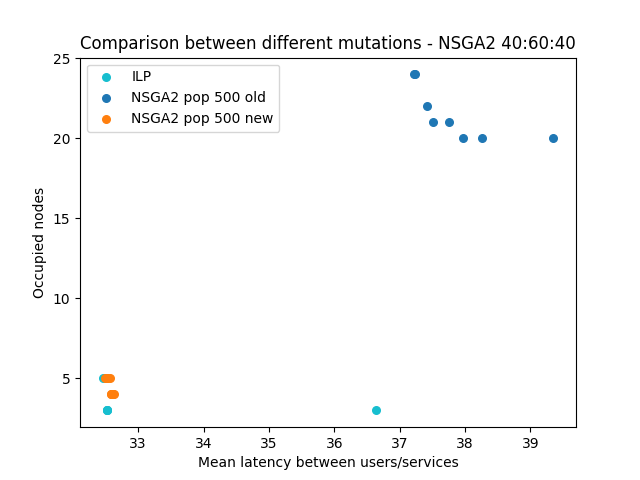 Comparison between different mutations - NSGA2 40:60:40
ILP
NSGA2 pop 500 old
NSGA2 pop 500 new
Occupied nodes
25
20
15
10
5
33 34 35 36 37 38 39
Mean latency between users/services